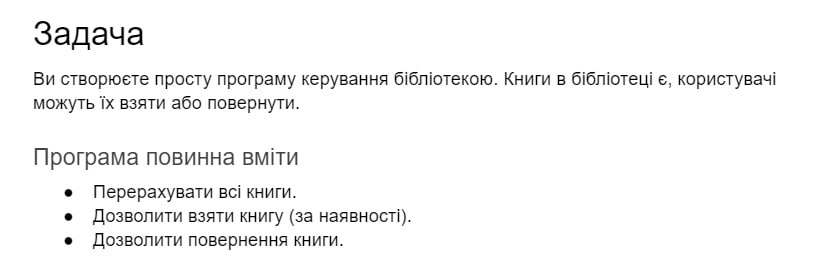 Задача
Ви створюєте просту програму керування бібліотекою. Книги в бібліотеці є, користувачі
можуть їх взяти або повернути.
Програма повинна вміти
● Перерахувати всі книги.
● Дозволити взяти книгу (за наявності).
● Дозволити повернення книги.